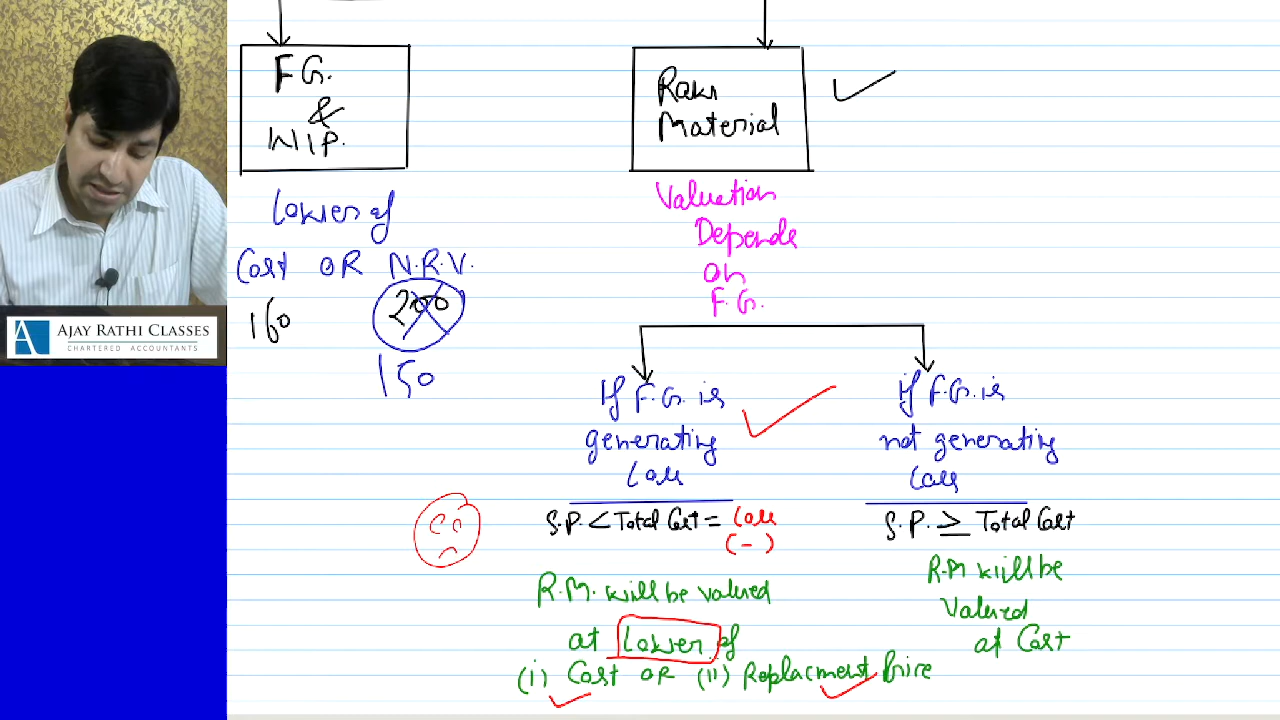 F G.
&
W I P.
Lower of
Cost OR N.R.V.
160 200
150
Raw
Material
Valuation
Depends
on
F.G.
If F.G. is
generating
Loss
S.P. < Total Cost = Loss
(-)
R.M. will be valued
at Lower of
(i) Cost OR (ii) Replacment Price
if F.G. is
not generating
Loss
S.P. ≥ Total Cost
R.M will be
Valued
at Cost
AJAY RATHI CLASSES
CHARTERED ACCOUNTANTS